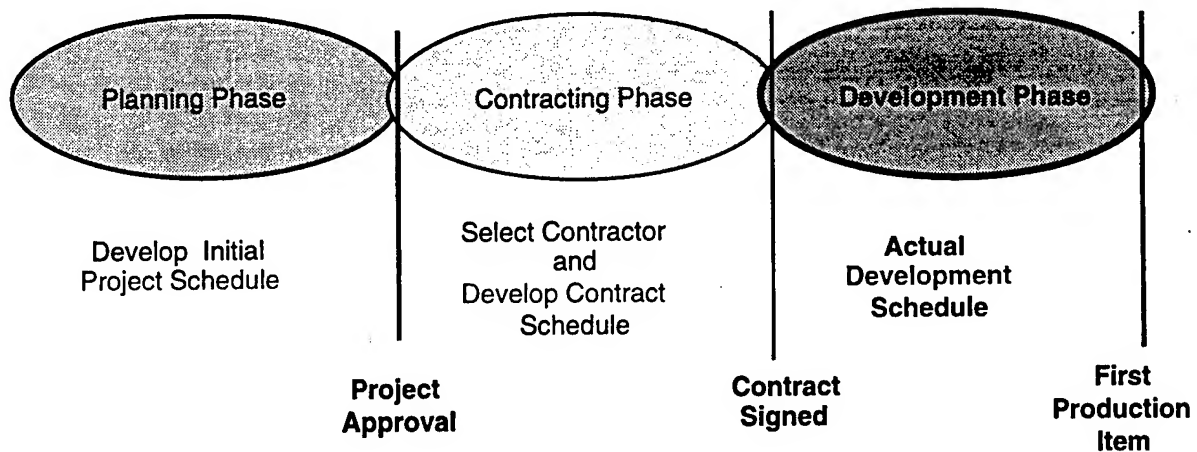 Planning Phase
Contracting Phase
Development Phase
Develop Initial
Project Schedule
Select Contractor
and
Develop Contract
Schedule
Actual
Development
Schedule
Project
Approval
Contract
Signed
First
Production
Item